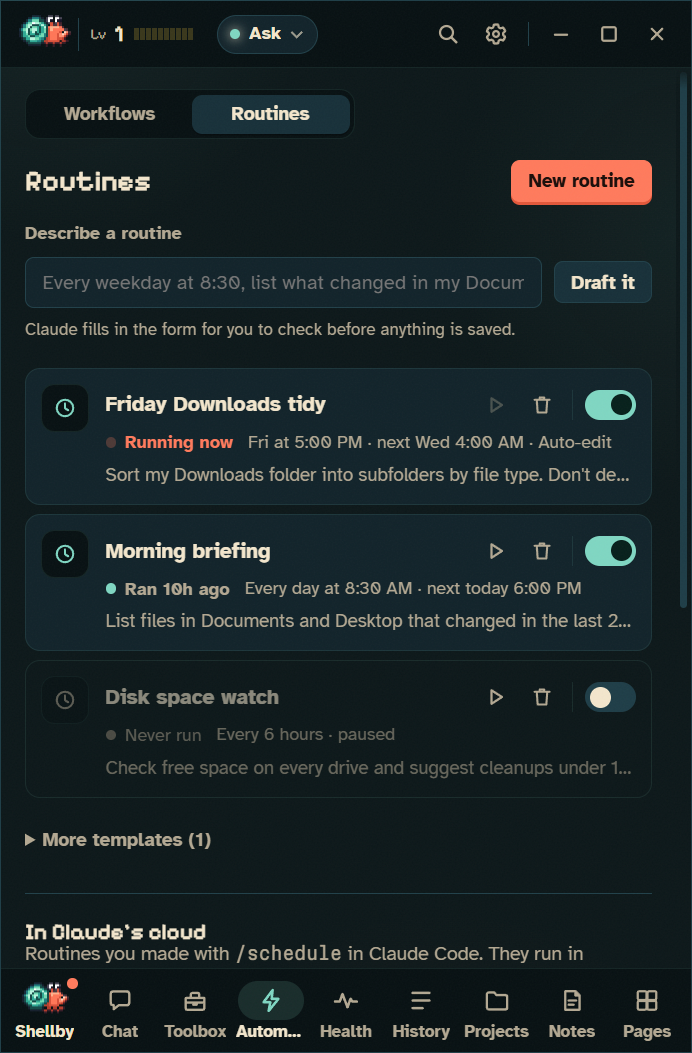 Lv 1
Ask
Workflows Routines
Routines
New routine
Describe a routine
Every weekday at 8:30, list what changed in my Docum
Draft it
Claude fills in the form for you to check before anything is saved.
Friday Downloads tidy
Running now Fri at 5:00 PM · next Wed 4:00 AM · Auto-edit
Sort my Downloads folder into subfolders by file type. Don't de...
Morning briefing
Ran 10h ago Every day at 8:30 AM · next today 6:00 PM
List files in Documents and Desktop that changed in the last 2...
Disk space watch
Never run Every 6 hours · paused
Check free space on every drive and suggest cleanups under 1...
More templates (1)
In Claude's cloud
Routines you made with /schedule in Claude Code. They run in
Shellby Chat Toolbox Autom... Health History Projects Notes Pages